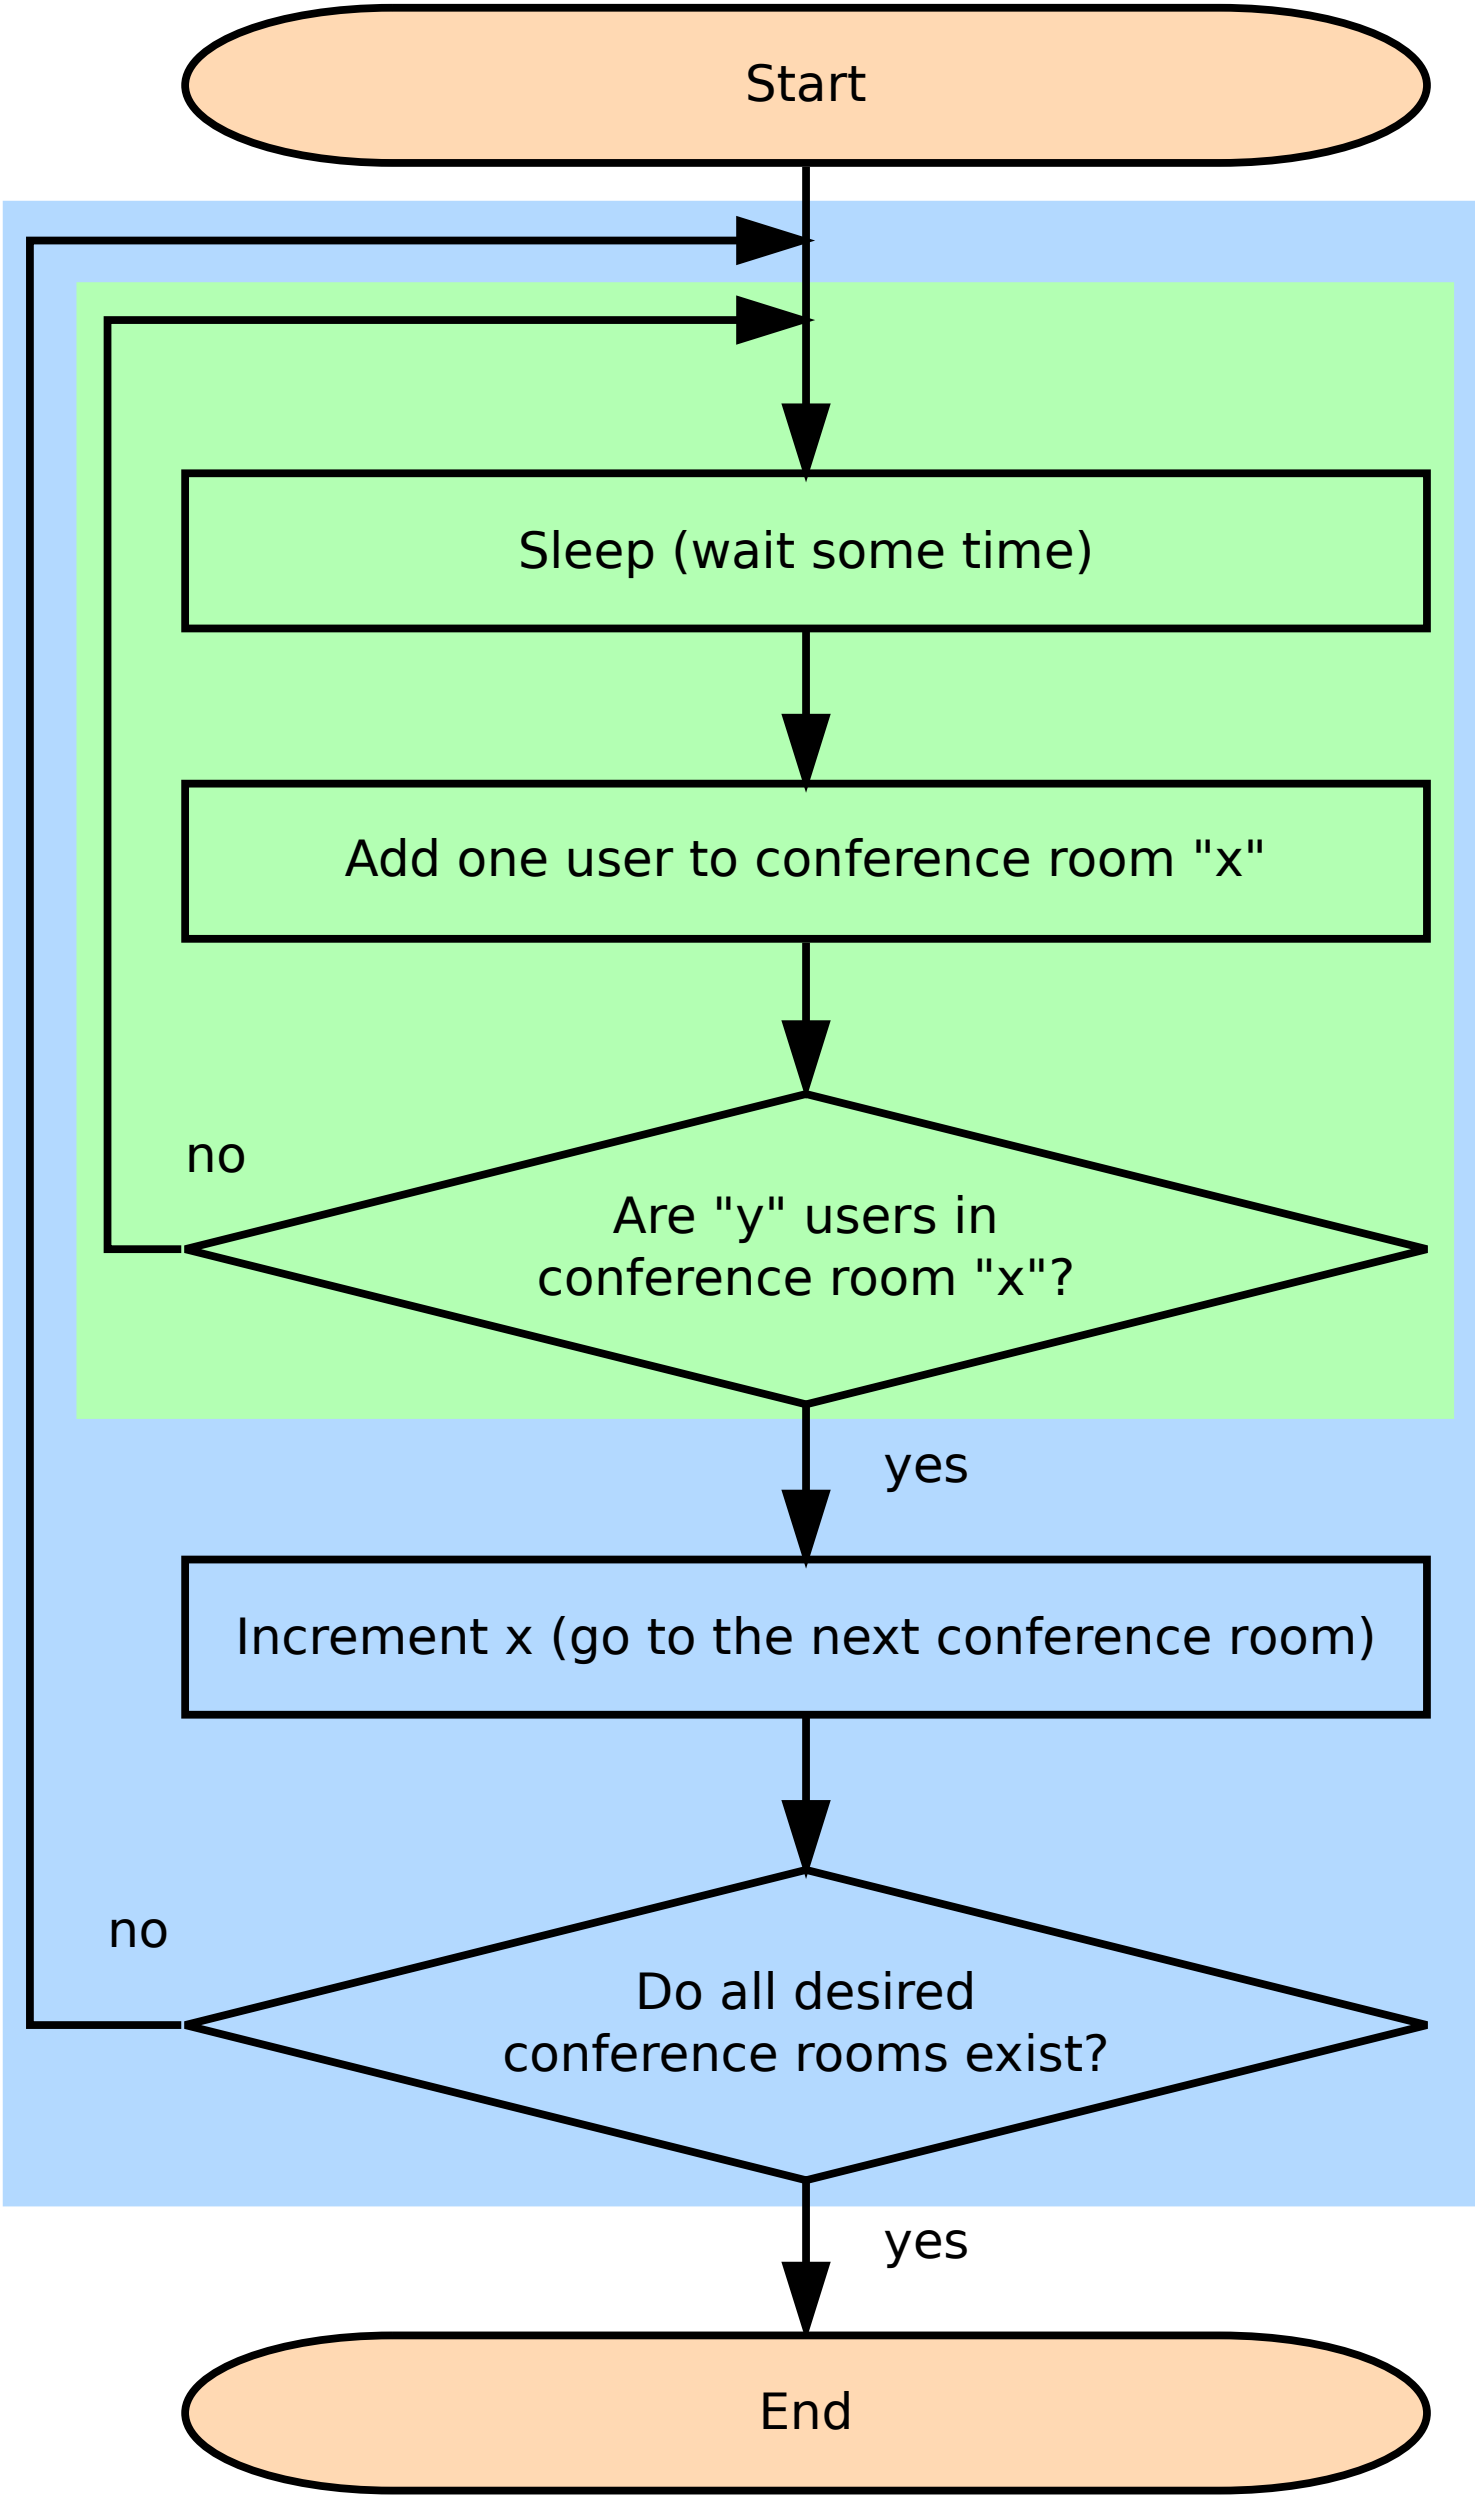 Start
Sleep (wait some time)
Add one user to conference room "x"
no
Are "y" users in
conference room "x"?
yes
Increment x (go to the next conference room)
no
Do all desired
conference rooms exist?
yes
End